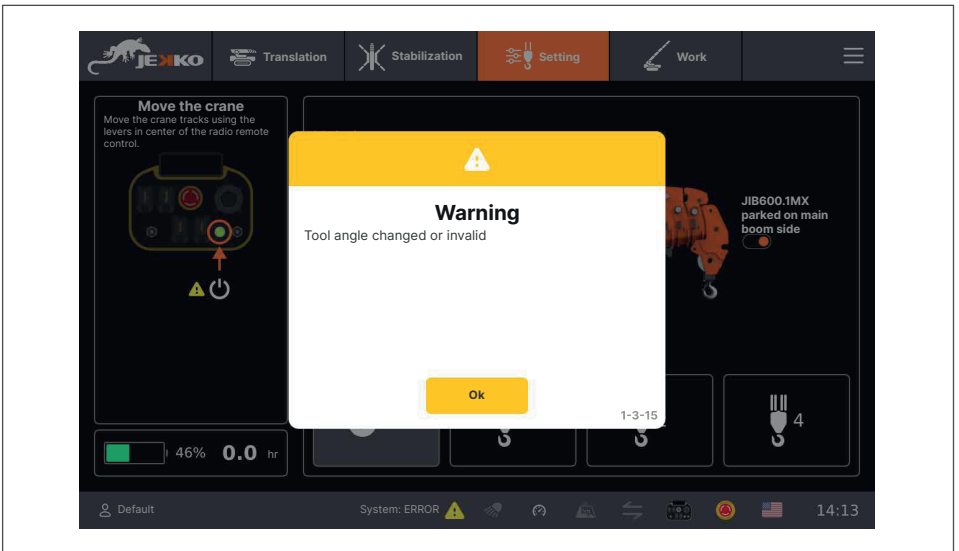 JEKKO
Translation
Stabilization
Setting
Work
Move the crane
Move the crane tracks using the
levers in center of the radio remote
control.
Warning
Tool angle changed or invalid
Ok
1-3-15
JIB600.1MX
parked on main
boom side
4
46%
0.0 hr
Default
System: ERROR
14:13